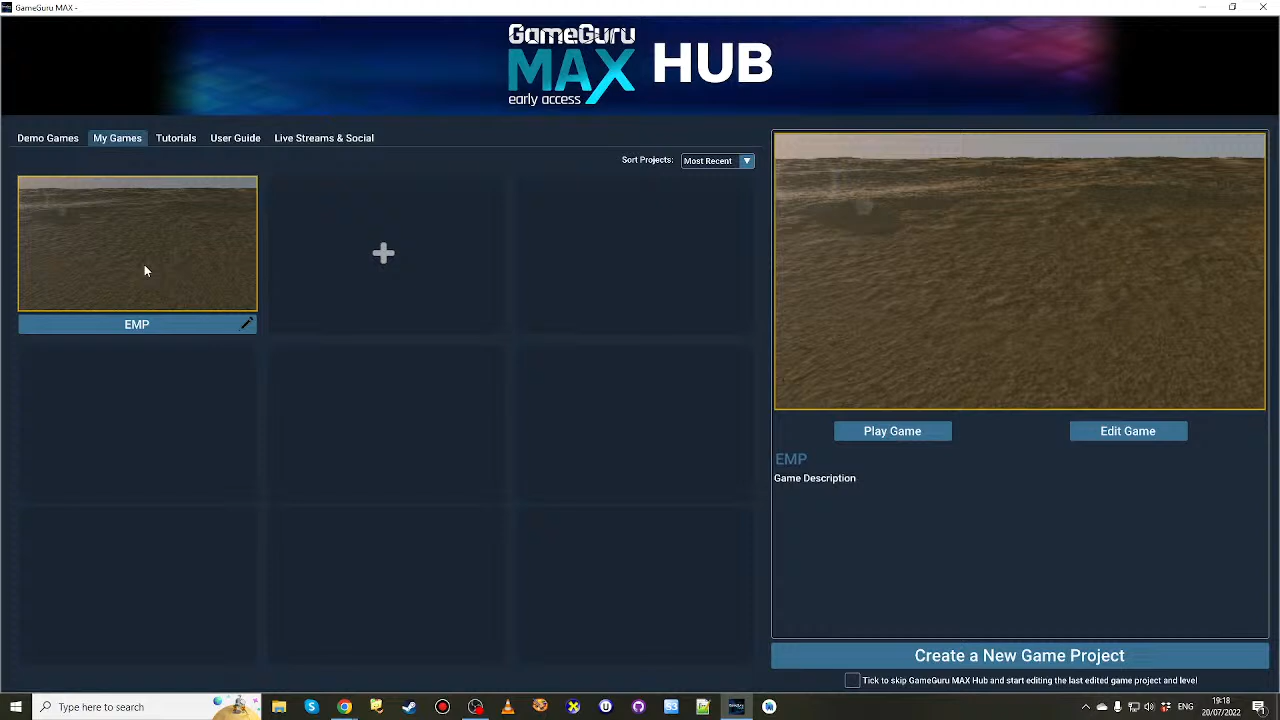 GameGuru MAX -
GameGuru
MAX HUB
early access
Demo Games
My Games
Tutorials
User Guide
Live Streams & Social
Sort Projects:
Most Recent
EMP
Play Game
Edit Game
EMP
Game Description
Create a New Game Project
Tick to skip GameGuru MAX Hub and start editing the last edited game project and level
Type here to search
ENG
19:18
20/07/2022